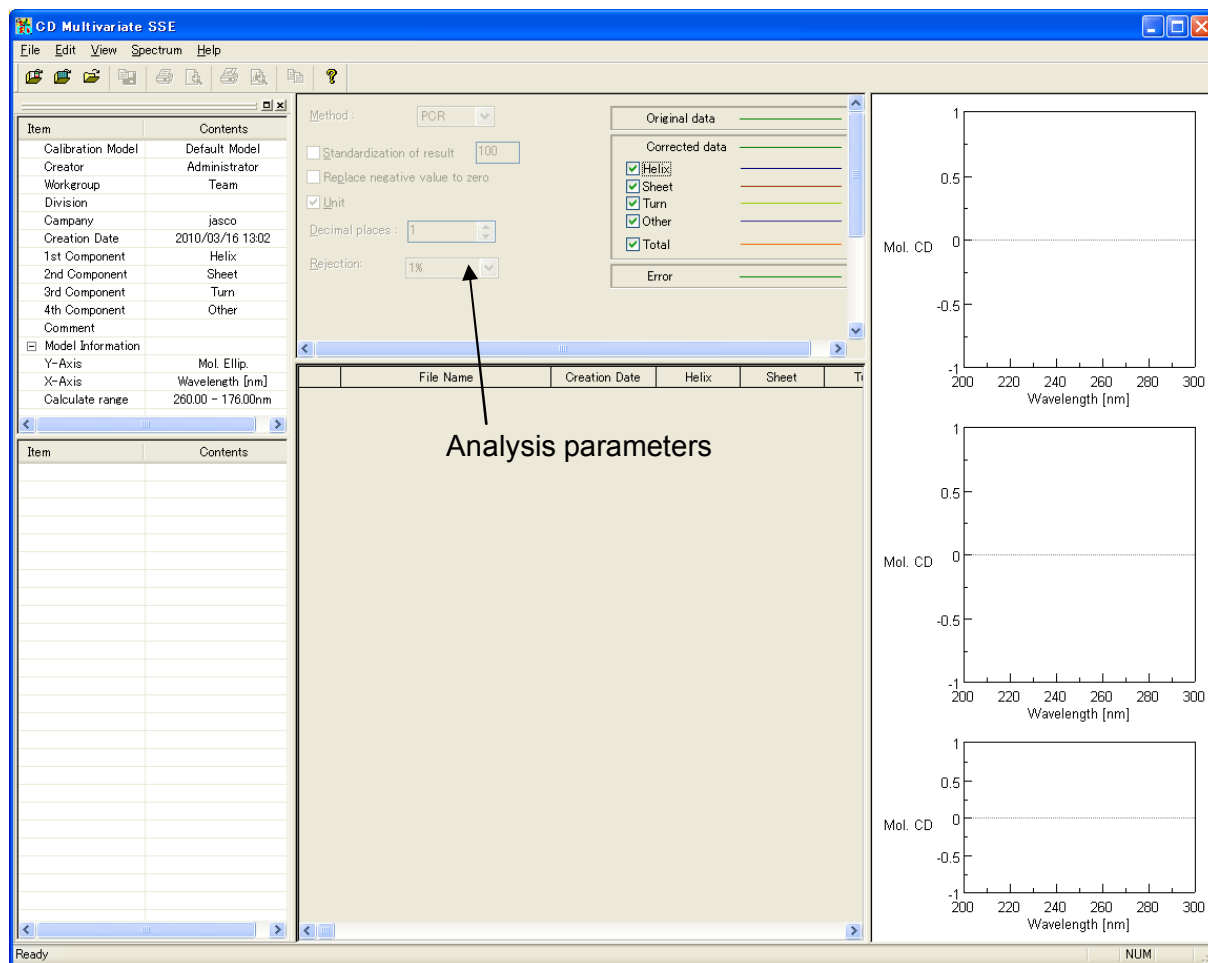 CD Multivariate SSE
File Edit View Spectrum Help
Item Contents
Calibration Model Default Model
Creator Administrator
Workgroup Team
Division
Campany jasco
Creation Date 2010/03/16 13:02
1st Component Helix
2nd Component Sheet
3rd Component Turn
4th Component Other
Comment
Model Information
Y-Axis Mol. Ellip.
X-Axis Wavelength [nm]
Calculate range 260.00 - 176.00nm
Item Contents
Method : PCR
Standardization of result 100
Replace negative value to zero
Unit
Decimal places : 1
Rejection: 1%
Original data
Corrected data
Helix
Sheet
Turn
Other
Total
Error
File Name Creation Date Helix Sheet
Analysis parameters
1
0.5
Mol. CD 0
-0.5
-1
200 220 240 260 280 300
Wavelength [nm]
1
0.5
Mol. CD 0
-0.5
-1
200 220 240 260 280 300
Wavelength [nm]
1
0.5
Mol. CD 0
-0.5
-1
200 220 240 260 280 300
Wavelength [nm]
Ready NUM